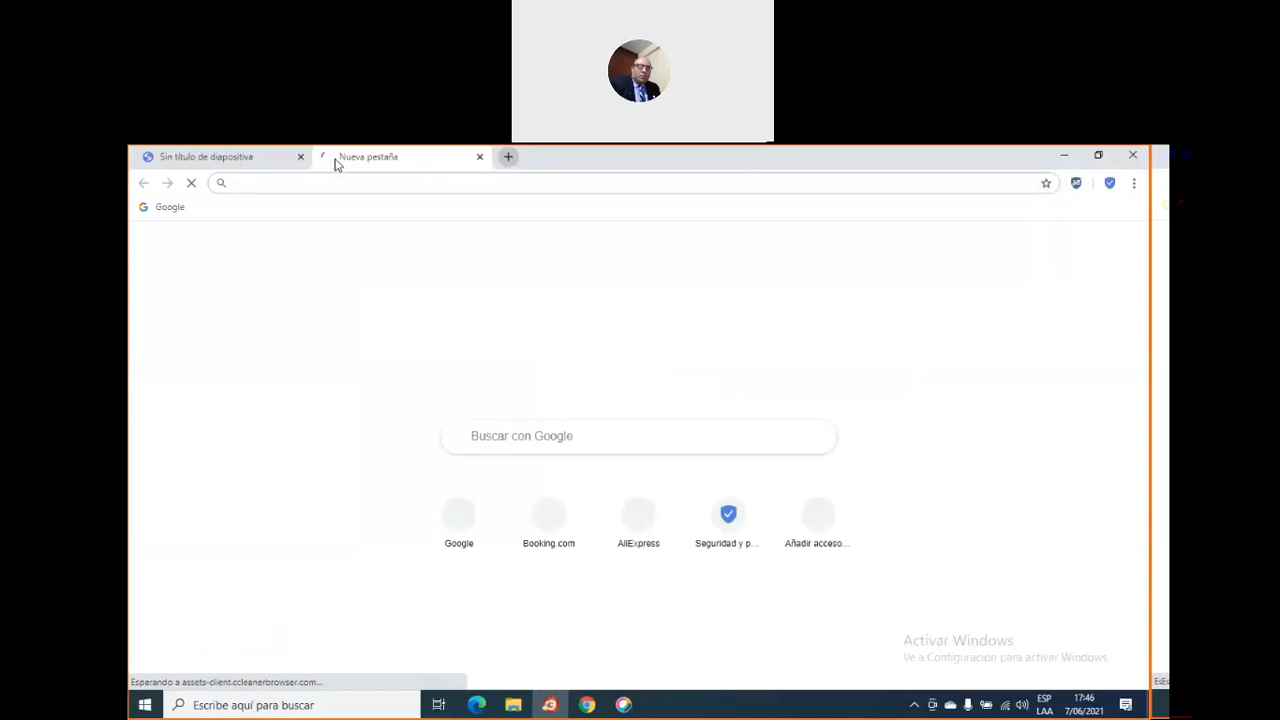 Sin título de diapositiva
Nueva pestaña
Google
Buscar con Google
Google
Booking.com
AliExpress
Seguridad y p...
Añadir acceso...
Activar Windows
Ve a Configuración para activar Windows.
Esperando a assets-client.ccleanerbrowser.com...
Escribe aquí para buscar
ESP
LAA
17:46
7/06/2021